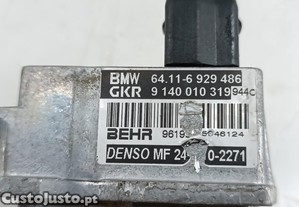 BMW 64.11-6 929 486
GKR 9 140 010 319 944c
BEHR
DENSO MF 24 0-2271
CustoJusto.pt